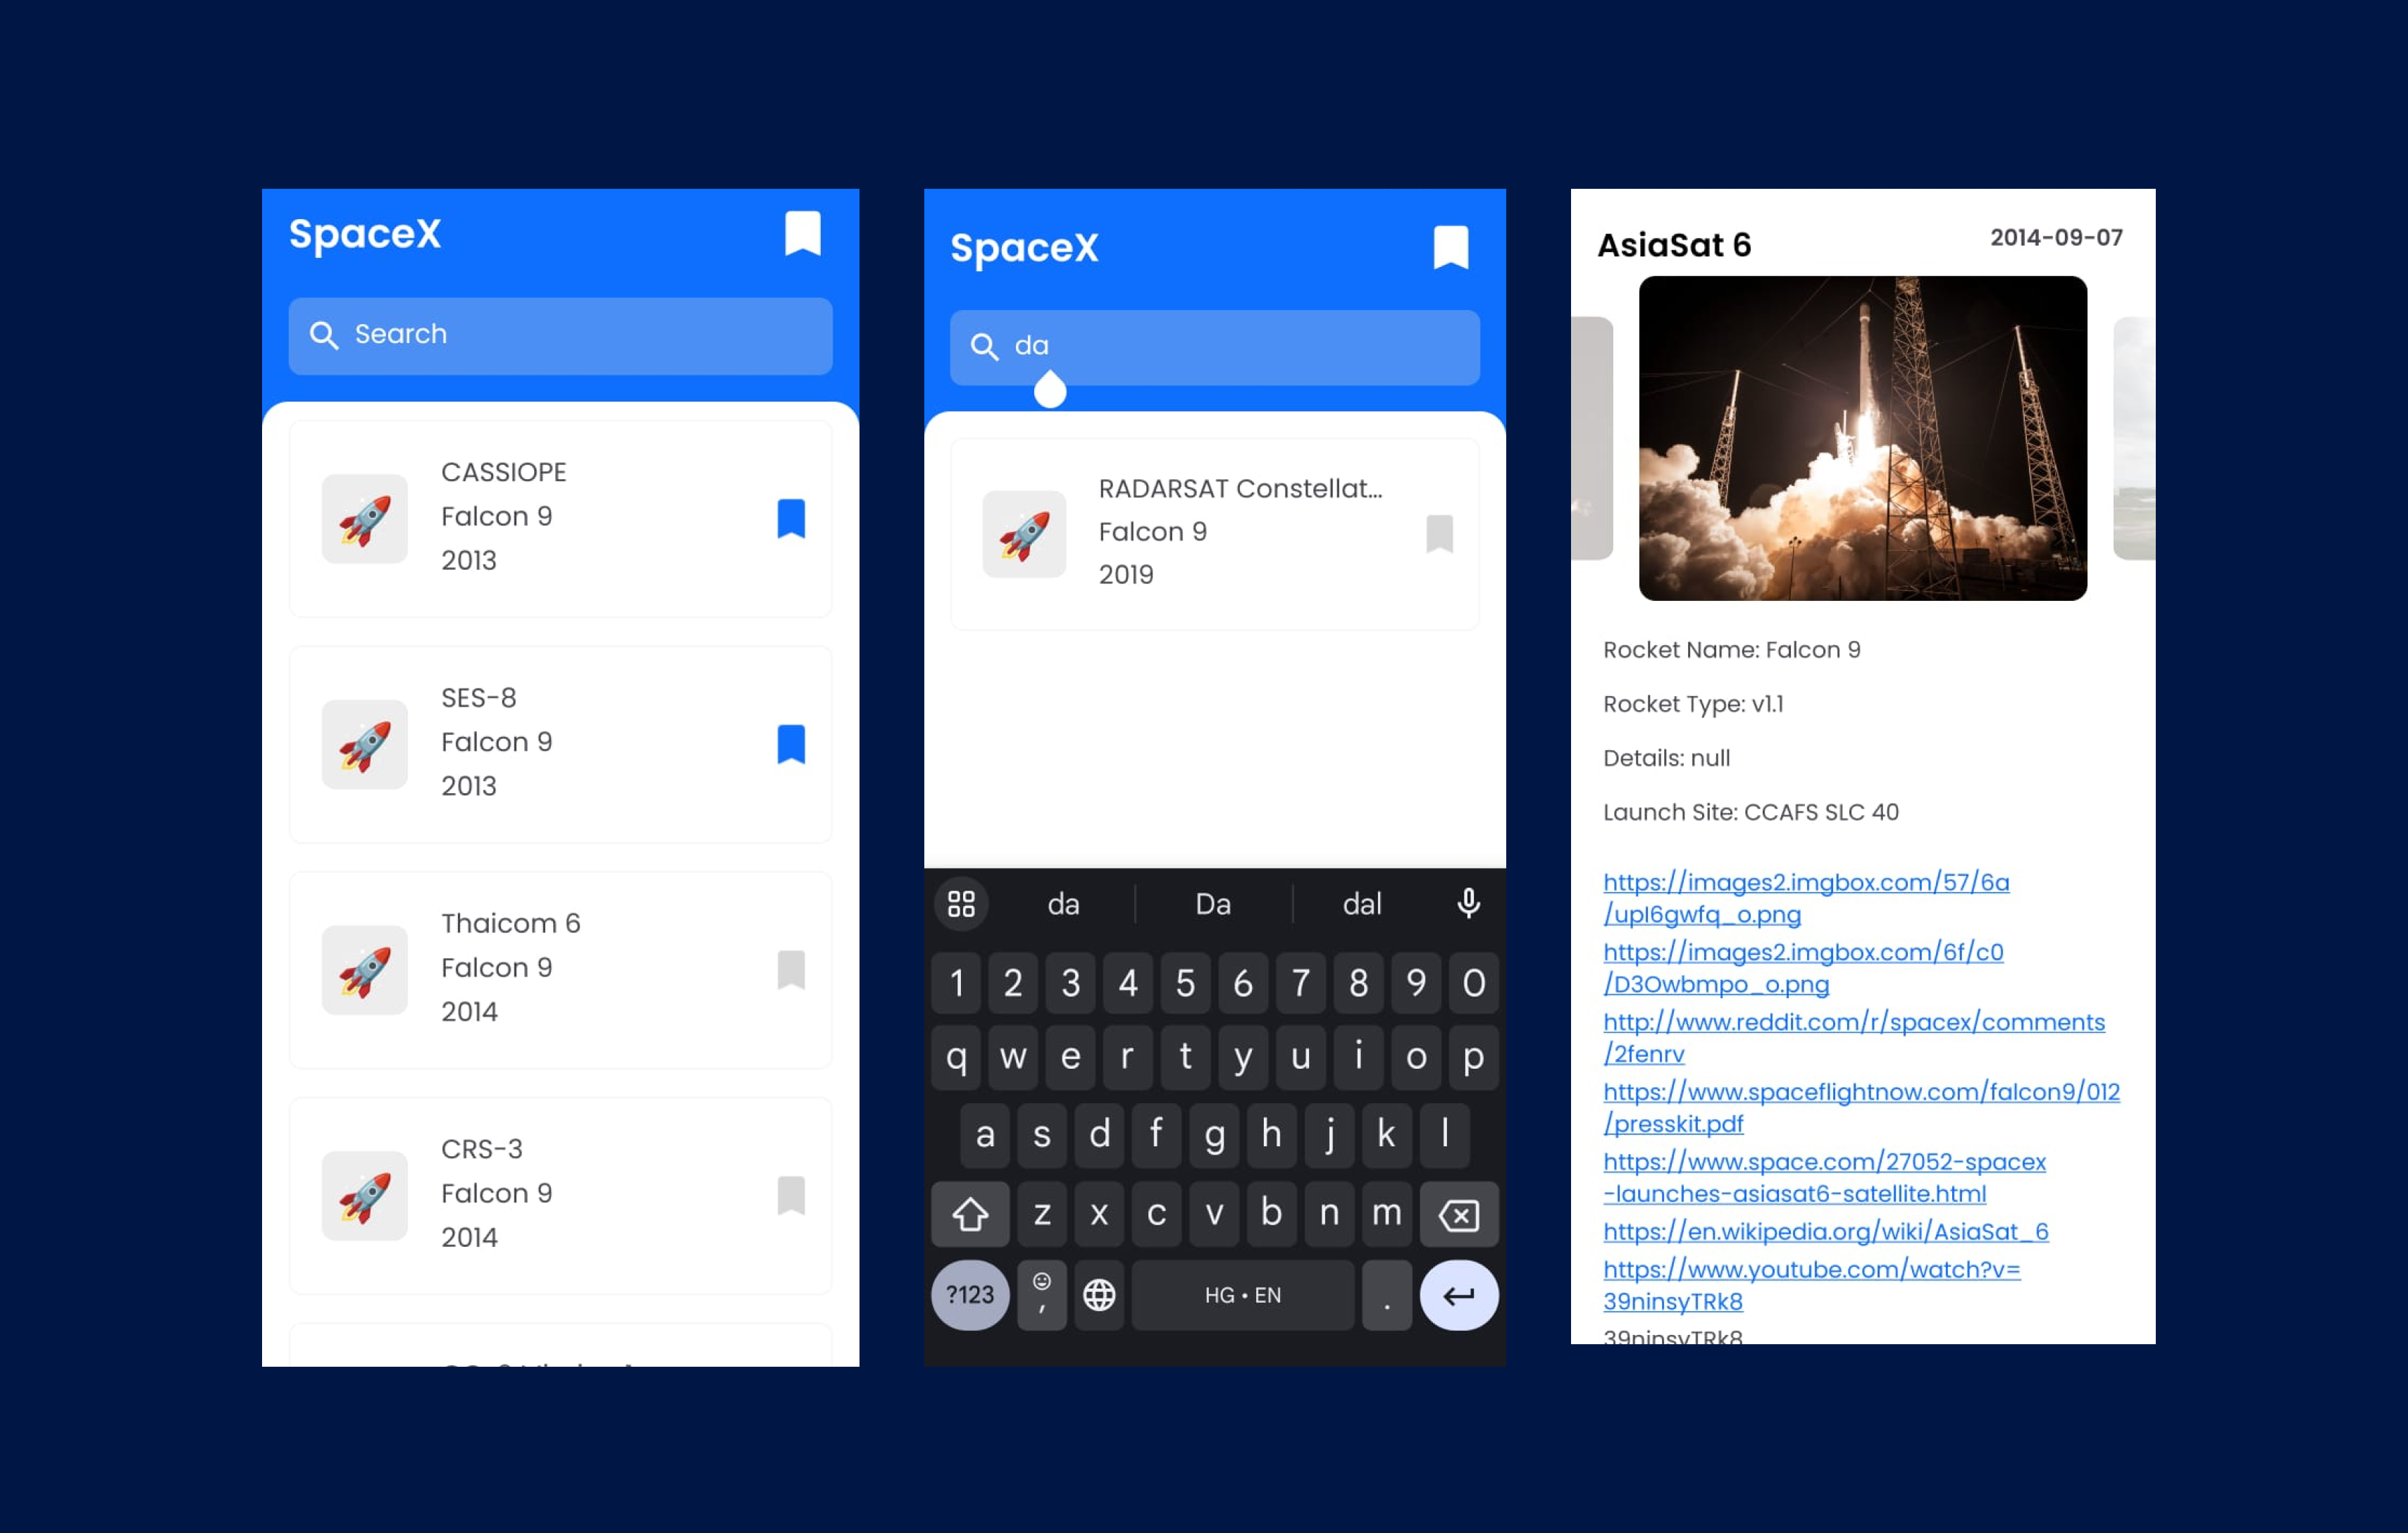 SpaceX
Search
CASSIOPE
Falcon 9
2013
SES-8
Falcon 9
2013
Thaicom 6
Falcon 9
2014
CRS-3
Falcon 9
2014
SpaceX
da
RADARSAT Constellat...
Falcon 9
2019
da Da dal
1 2 3 4 5 6 7 8 9 0
q w e r t y u i o p
a s d f g h j k l
z x c v b n m
?123 , HG • EN .
AsiaSat 6
2014-09-07
Rocket Name: Falcon 9
Rocket Type: v1.1
Details: null
Launch Site: CCAFS SLC 40
https://images2.imgbox.com/57/6a
/upI6gwfq_o.png
https://images2.imgbox.com/6f/c0
/D3Owbmpo_o.png
http://www.reddit.com/r/spacex/comments
/2fenrv
https://www.spaceflightnow.com/falcon9/012
/presskit.pdf
https://www.space.com/27052-spacex
-launches-asiasat6-satellite.html
https://en.wikipedia.org/wiki/AsiaSat_6
https://www.youtube.com/watch?v=
39ninsyTRk8
39ninsyTRk8